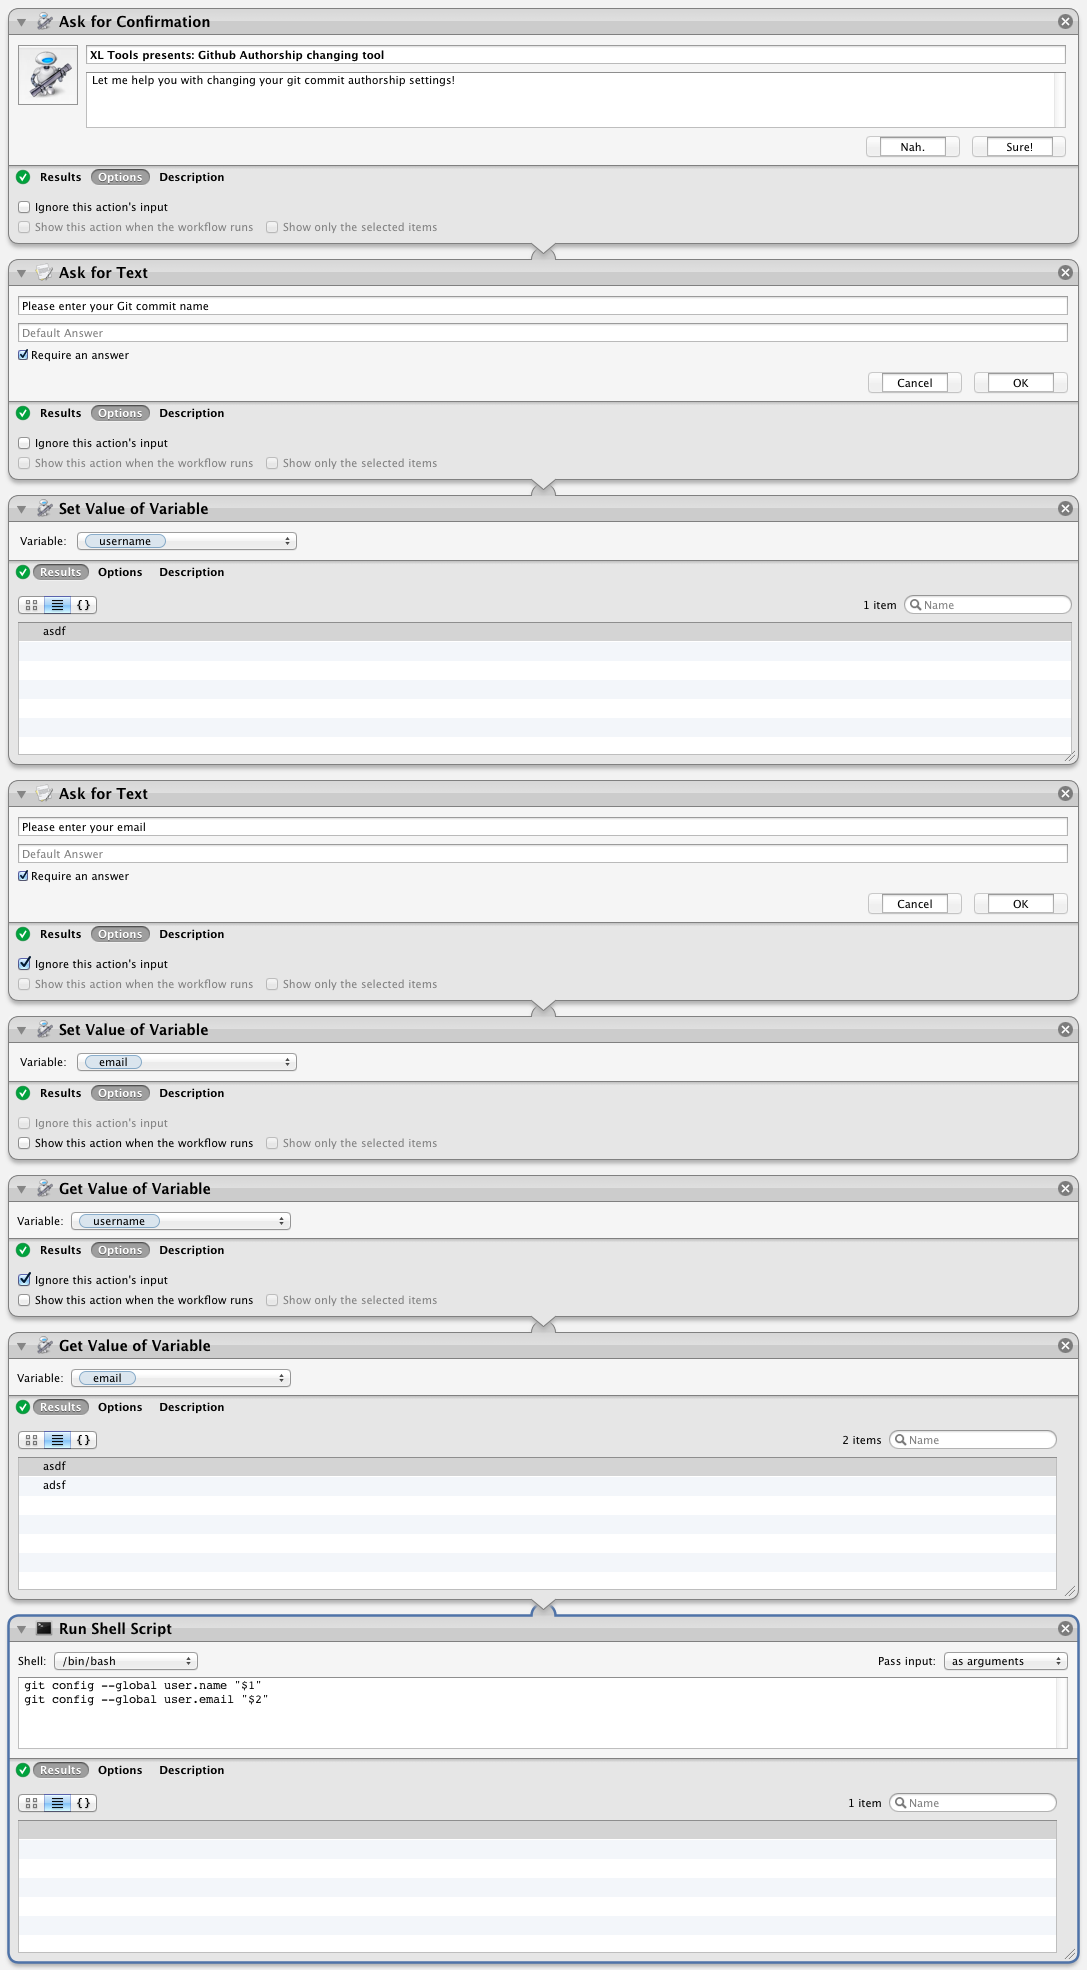 Ask for Confirmation
XL Tools presents: Github Authorship changing tool
Let me help you with changing your git commit authorship settings!
Nah. Sure!
Results Options Description
Ignore this action's input
Show this action when the workflow runs Show only the selected items
Ask for Text
Please enter your Git commit name
Default Answer
Require an answer
Cancel OK
Results Options Description
Ignore this action's input
Show this action when the workflow runs Show only the selected items
Set Value of Variable
Variable: username
Results Options Description
{} 1 item Name
asdf
Ask for Text
Please enter your email
Default Answer
Require an answer
Cancel OK
Results Options Description
Ignore this action's input
Show this action when the workflow runs Show only the selected items
Set Value of Variable
Variable: email
Results Options Description
Ignore this action's input
Show this action when the workflow runs Show only the selected items
Get Value of Variable
Variable: username
Results Options Description
Ignore this action's input
Show this action when the workflow runs Show only the selected items
Get Value of Variable
Variable: email
Results Options Description
{} 2 items Name
asdf
adsf
Run Shell Script
Shell: /bin/bash Pass input: as arguments
git config --global user.name "$1"
git config --global user.email "$2"
Results Options Description
{} 1 item Name